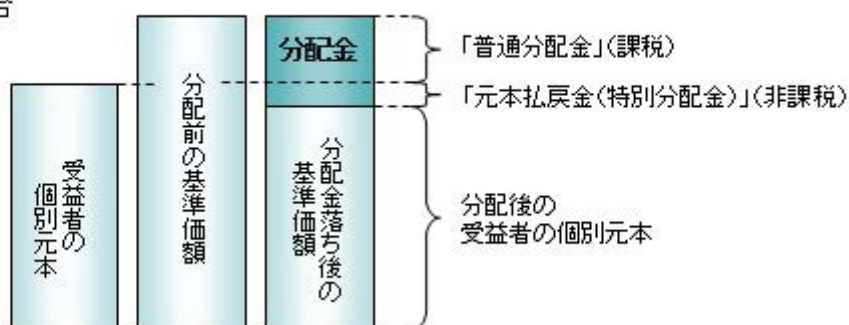 分配金
「普通分配金」(課税)
「元本払戻金(特別分配金)」(非課税)
受益者の
個別元本
分配前の基準価額
分配金落ち後の
基準価額
分配後の
受益者の個別元本